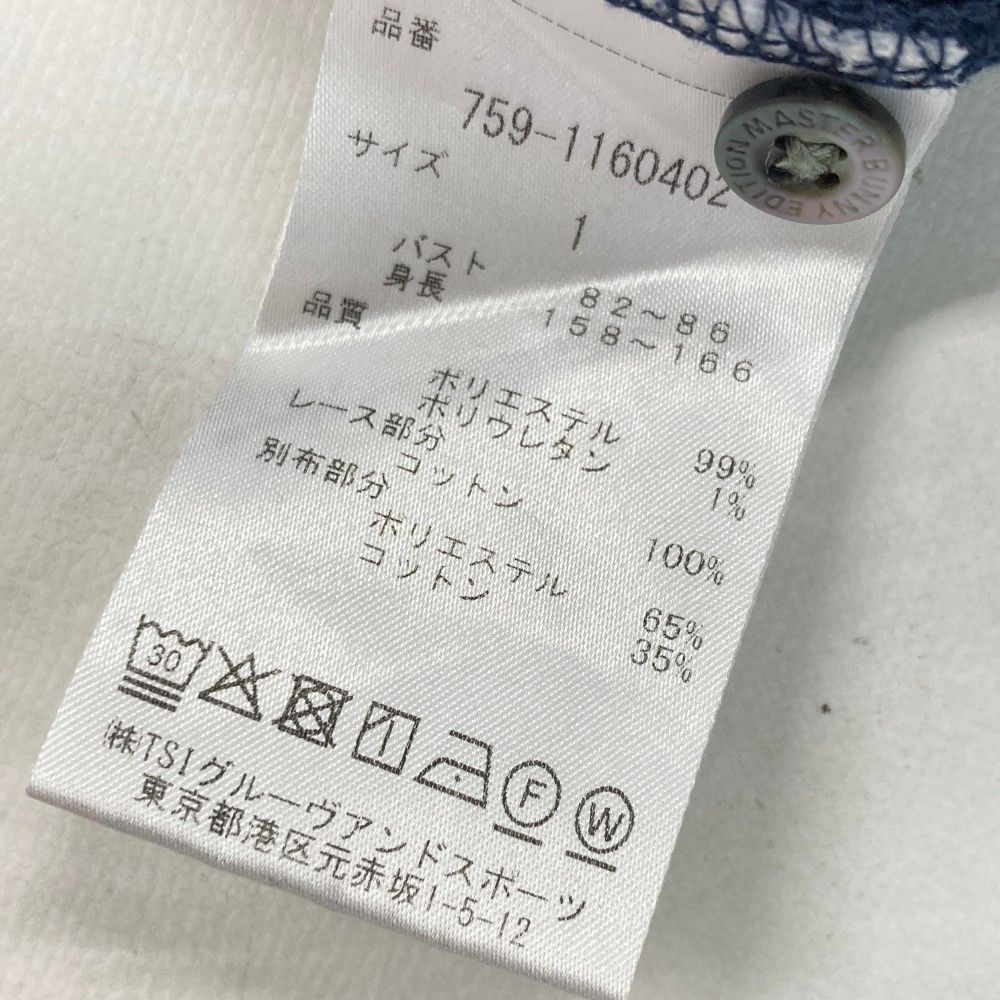 品番
759-1160402
サイズ
1
バスト 82～86
身長 158～166
品質
ポリエステル 99%
ポリウレタン 1%
レース部分
コットン 100%
別布部分
ポリエステル 65%
コットン 35%
30
F
W
(株)TSIグルーヴアンドスポーツ
東京都港区元赤坂1-5-12
MASTER BUNNY EDITION